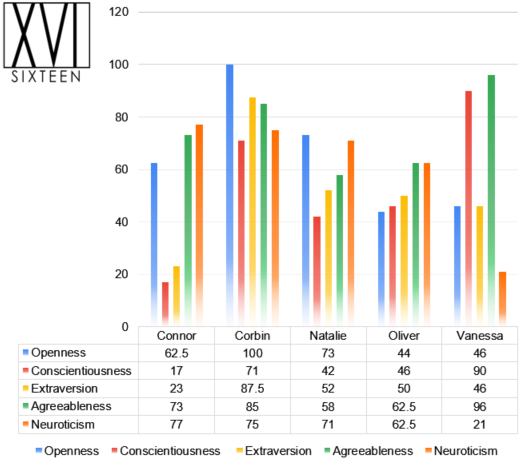 XVI
SIXTEEN
120
100
80
60
40
20
0
Connor Corbin Natalie Oliver Vanessa
Openness 62.5 100 73 44 46
Conscientiousness 17 71 42 46 90
Extraversion 23 87.5 52 50 46
Agreeableness 73 85 58 62.5 96
Neuroticism 77 75 71 62.5 21
Openness Conscientiousness Extraversion Agreeableness Neuroticism